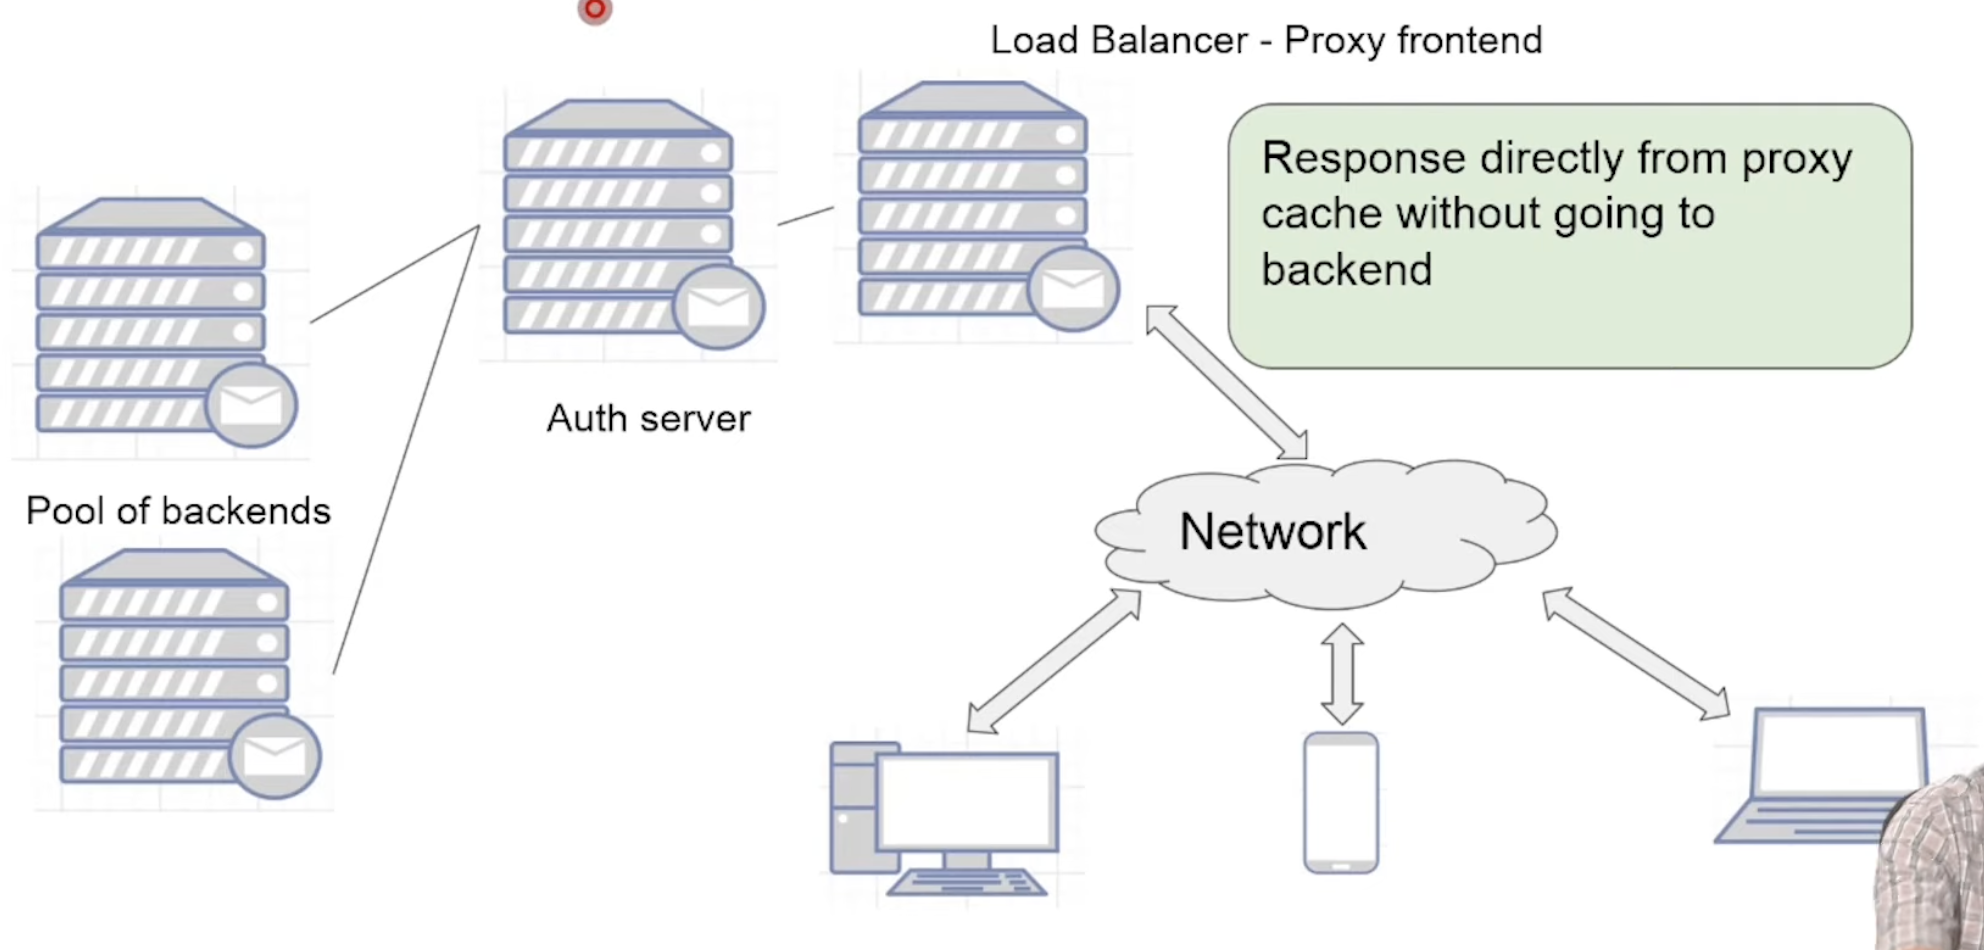 Load Balancer - Proxy frontend
Response directly from proxy
cache without going to
backend
Auth server
Pool of backends
Network